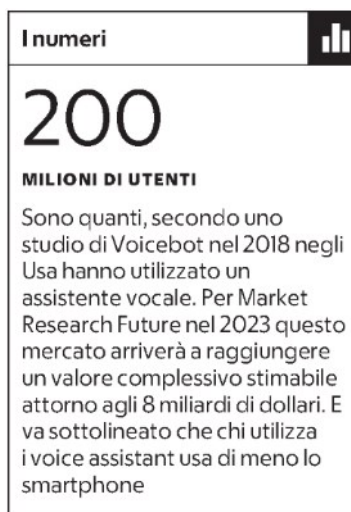 I numeri
200
MILIONI DI UTENTI
Sono quanti, secondo uno
studio di Voicebot nel 2018 negli
Usa hanno utilizzato un
assistente vocale. Per Market
Research Future nel 2023 questo
mercato arriverà a raggiungere
un valore complessivo stimabile
attorno agli 8 miliardi di dollari. E
va sottolineato che chi utilizza
i voice assistant usa di meno lo
smartphone